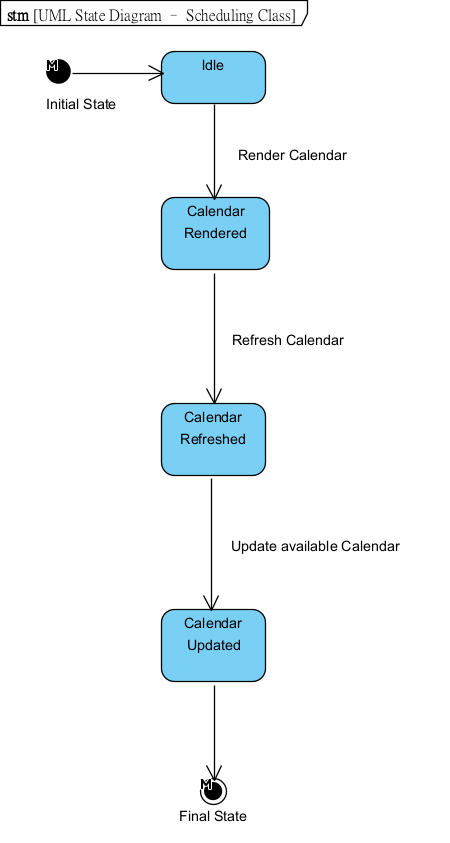 stm [UML State Diagram - Scheduling Class]
M
Idle
Initial State
Render Calendar
Calendar
Rendered
Refresh Calendar
Calendar
Refreshed
Update available Calendar
Calendar
Updated
M
Final State